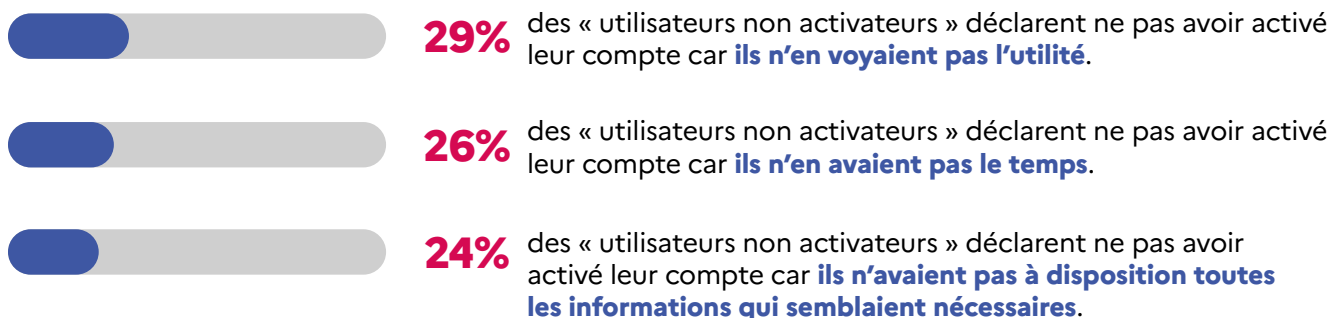 29% des « utilisateurs non activateurs » déclarent ne pas avoir activé
leur compte car ils n’en voyaient pas l’utilité.
26% des « utilisateurs non activateurs » déclarent ne pas avoir activé
leur compte car ils n’en avaient pas le temps.
24% des « utilisateurs non activateurs » déclarent ne pas avoir
activé leur compte car ils n’avaient pas à disposition toutes
les informations qui semblaient nécessaires.